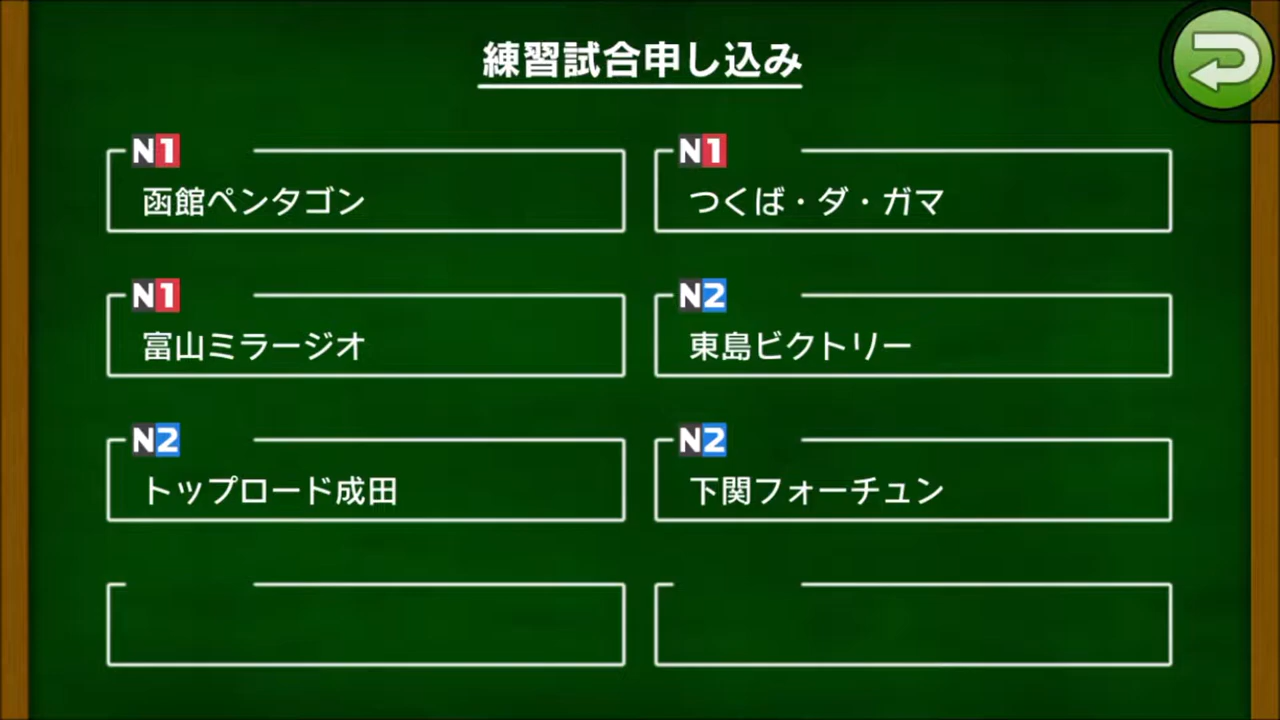 練習試合申し込み
N1
函館ペンタゴン
N1
つくば・ダ・ガマ
N1
富山ミラージオ
N2
東島ビクトリー
N2
トップロード成田
N2
下関フォーチュン